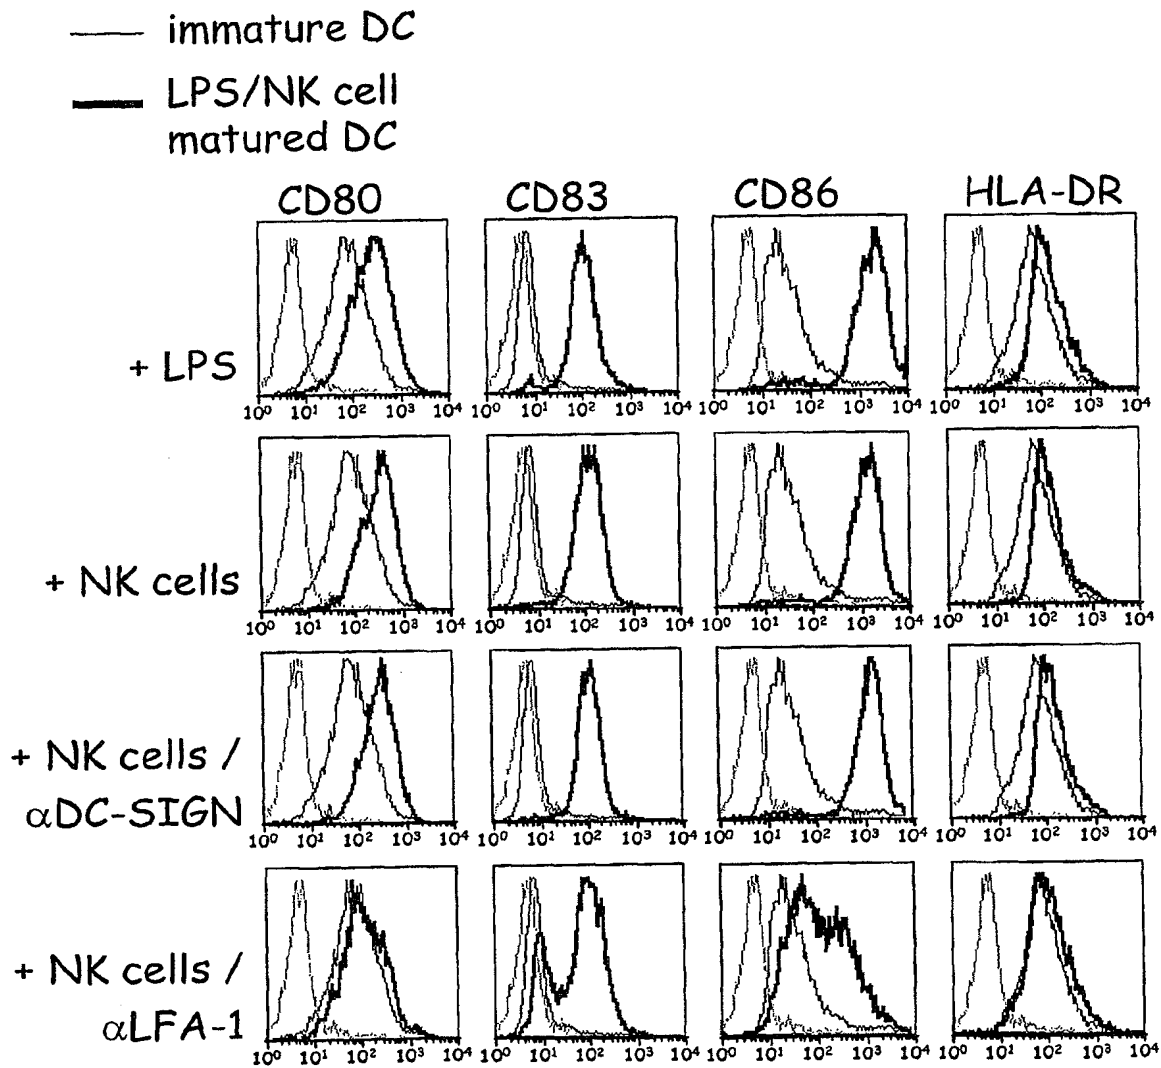 immature DC
LPS/NK cell
matured DC
CD80 CD83 CD86 HLA-DR
+ LPS
10⁰ 10¹ 10² 10³ 10⁴ 10⁰ 10¹ 10² 10³ 10⁴ 10⁰ 10¹ 10² 10³ 10⁴ 10⁰ 10¹ 10² 10³ 10⁴
+ NK cells
10⁰ 10¹ 10² 10³ 10⁴ 10⁰ 10¹ 10² 10³ 10⁴ 10⁰ 10¹ 10² 10³ 10⁴ 10⁰ 10¹ 10² 10³ 10⁴
+ NK cells /
αDC-SIGN
10⁰ 10¹ 10² 10³ 10⁴ 10⁰ 10¹ 10² 10³ 10⁴ 10⁰ 10¹ 10² 10³ 10⁴ 10⁰ 10¹ 10² 10³ 10⁴
+ NK cells /
αLFA-1
10⁰ 10¹ 10² 10³ 10⁴ 10⁰ 10¹ 10² 10³ 10⁴ 10⁰ 10¹ 10² 10³ 10⁴ 10⁰ 10¹ 10² 10³ 10⁴